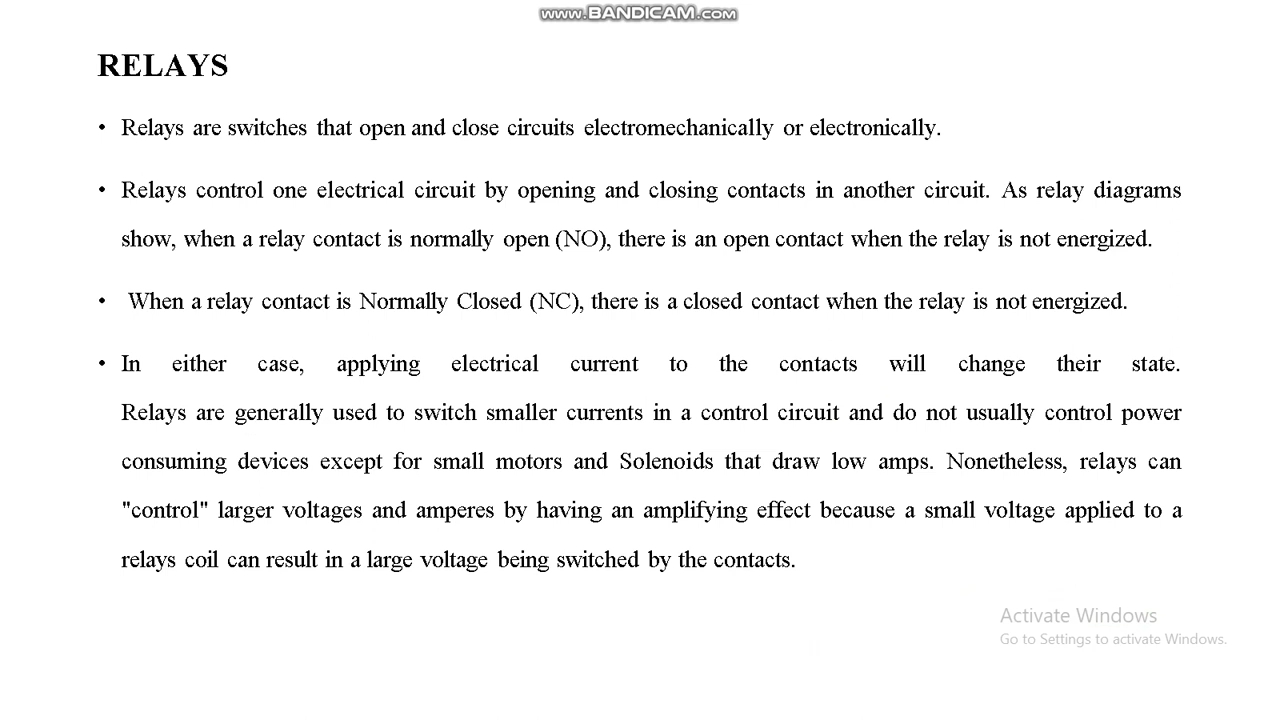 www.BANDICAM.com
RELAYS
• Relays are switches that open and close circuits electromechanically or electronically.
• Relays control one electrical circuit by opening and closing contacts in another circuit. As relay diagrams
show, when a relay contact is normally open (NO), there is an open contact when the relay is not energized.
• When a relay contact is Normally Closed (NC), there is a closed contact when the relay is not energized.
• In either case, applying electrical current to the contacts will change their state.
Relays are generally used to switch smaller currents in a control circuit and do not usually control power
consuming devices except for small motors and Solenoids that draw low amps. Nonetheless, relays can
"control" larger voltages and amperes by having an amplifying effect because a small voltage applied to a
relays coil can result in a large voltage being switched by the contacts.
Activate Windows
Go to Settings to activate Windows.